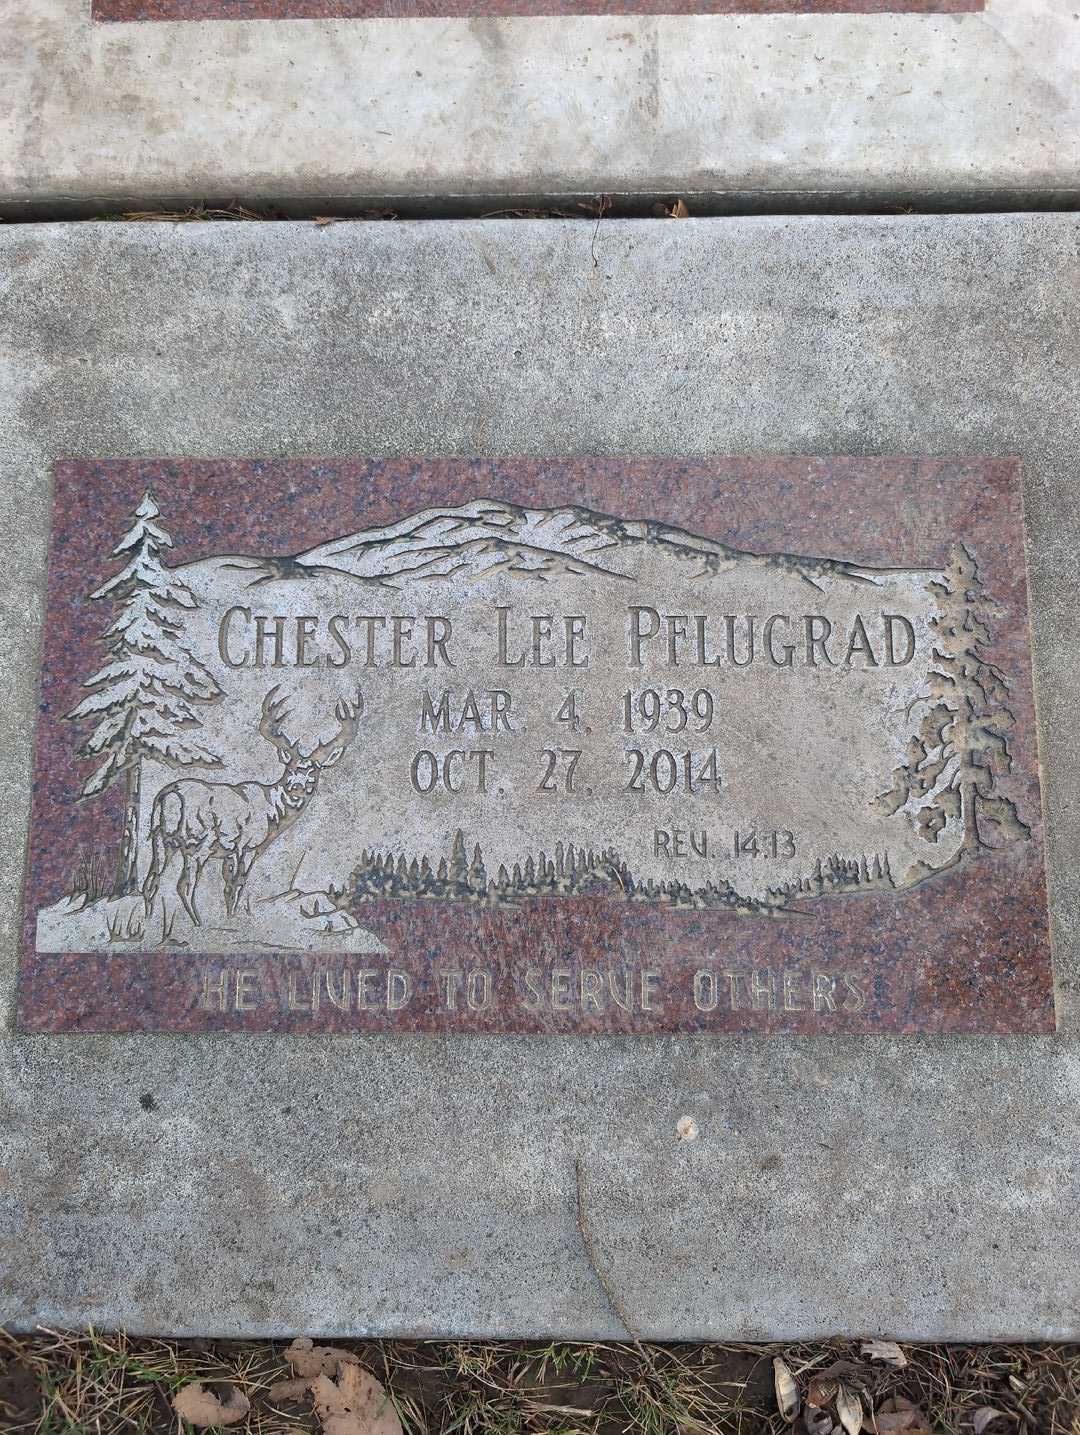 CHESTER LEE PFLUGRAD
MAR. 4, 1939
OCT. 27, 2014
REV. 14:13
HE LIVED TO SERVE OTHERS